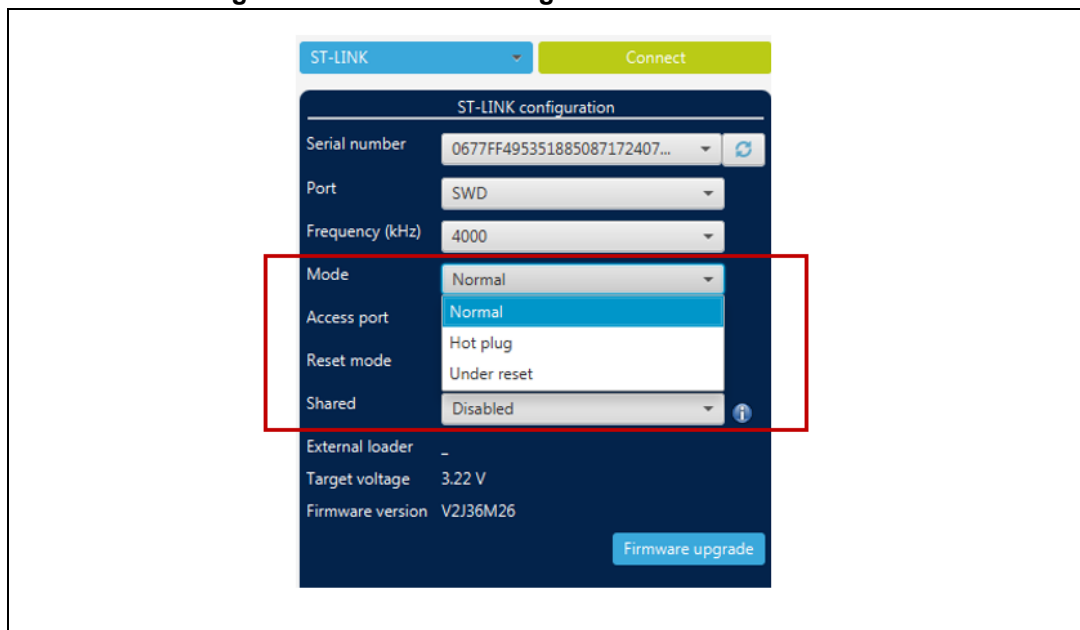 ST-LINK Connect
ST-LINK configuration
Serial number 0677FF495351885087172407...
Port SWD
Frequency (kHz) 4000
Mode Normal
Access port Normal
Hot plug
Reset mode
Under reset
Shared Disabled
External loader _
Target voltage 3.22 V
Firmware version V2J36M26
Firmware upgrade